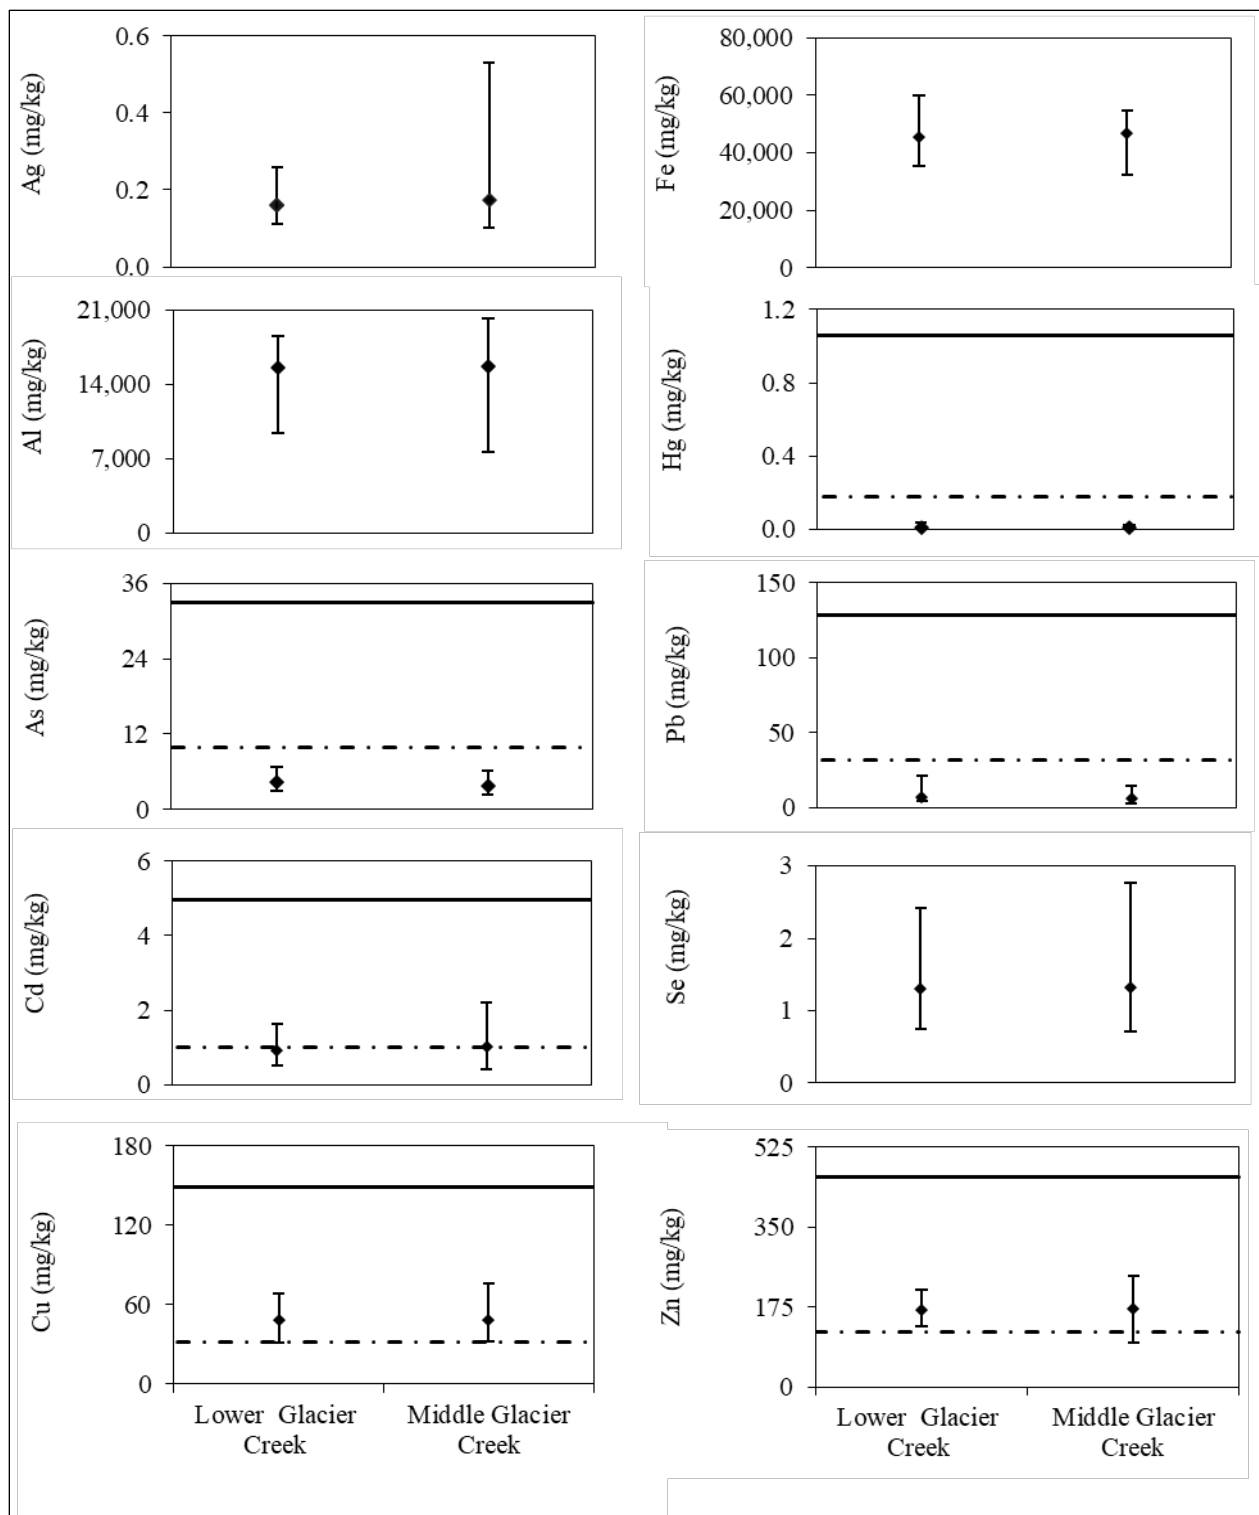 Ag (mg/kg)
0.6
0.4
0.2
0.0
Fe (mg/kg)
80,000
60,000
40,000
20,000
0
Al (mg/kg)
21,000
14,000
7,000
0
Hg (mg/kg)
1.2
0.8
0.4
0.0
As (mg/kg)
36
24
12
0
Pb (mg/kg)
150
100
50
0
Cd (mg/kg)
6
4
2
0
Se (mg/kg)
3
2
1
0
Cu (mg/kg)
180
120
60
0
Lower Glacier
Creek
Middle Glacier
Creek
Zn (mg/kg)
525
350
175
0
Lower Glacier
Creek
Middle Glacier
Creek